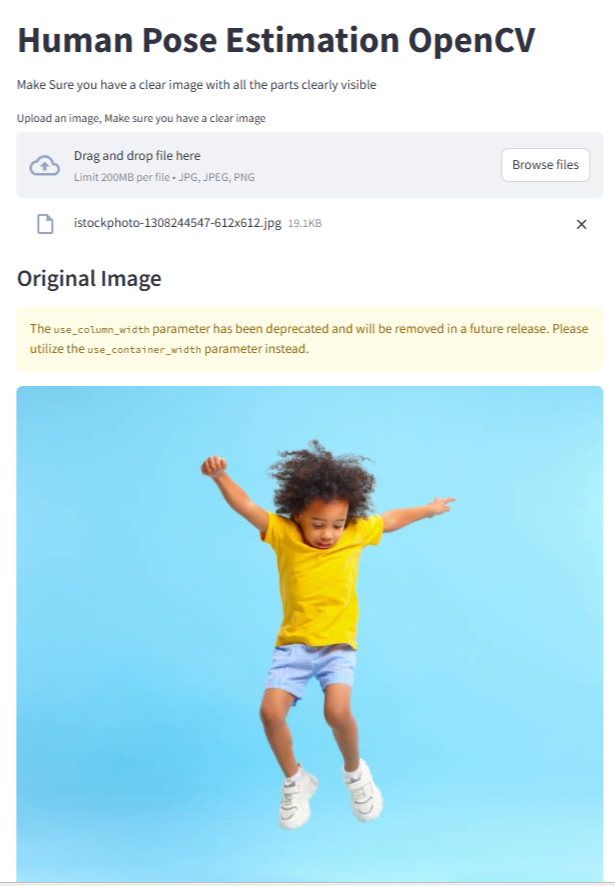 Human Pose Estimation OpenCV
Make Sure you have a clear image with all the parts clearly visible
Upload an image, Make sure you have a clear image
Drag and drop file here
Limit 200MB per file • JPG, JPEG, PNG
Browse files
istockphoto-1308244547-612x612.jpg 19.1KB
Original Image
The use_column_width parameter has been deprecated and will be removed in a future release. Please
utilize the use_container_width parameter instead.